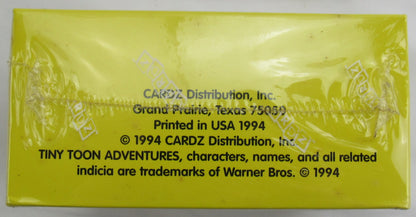 CARDZ Distribution, Inc.
Grand Prairie, Texas 75050
Printed in USA 1994
© 1994 CARDZ Distribution, Inc.
TINY TOON ADVENTURES, characters, names, and all related
indicia are trademarks of Warner Bros. © 1994